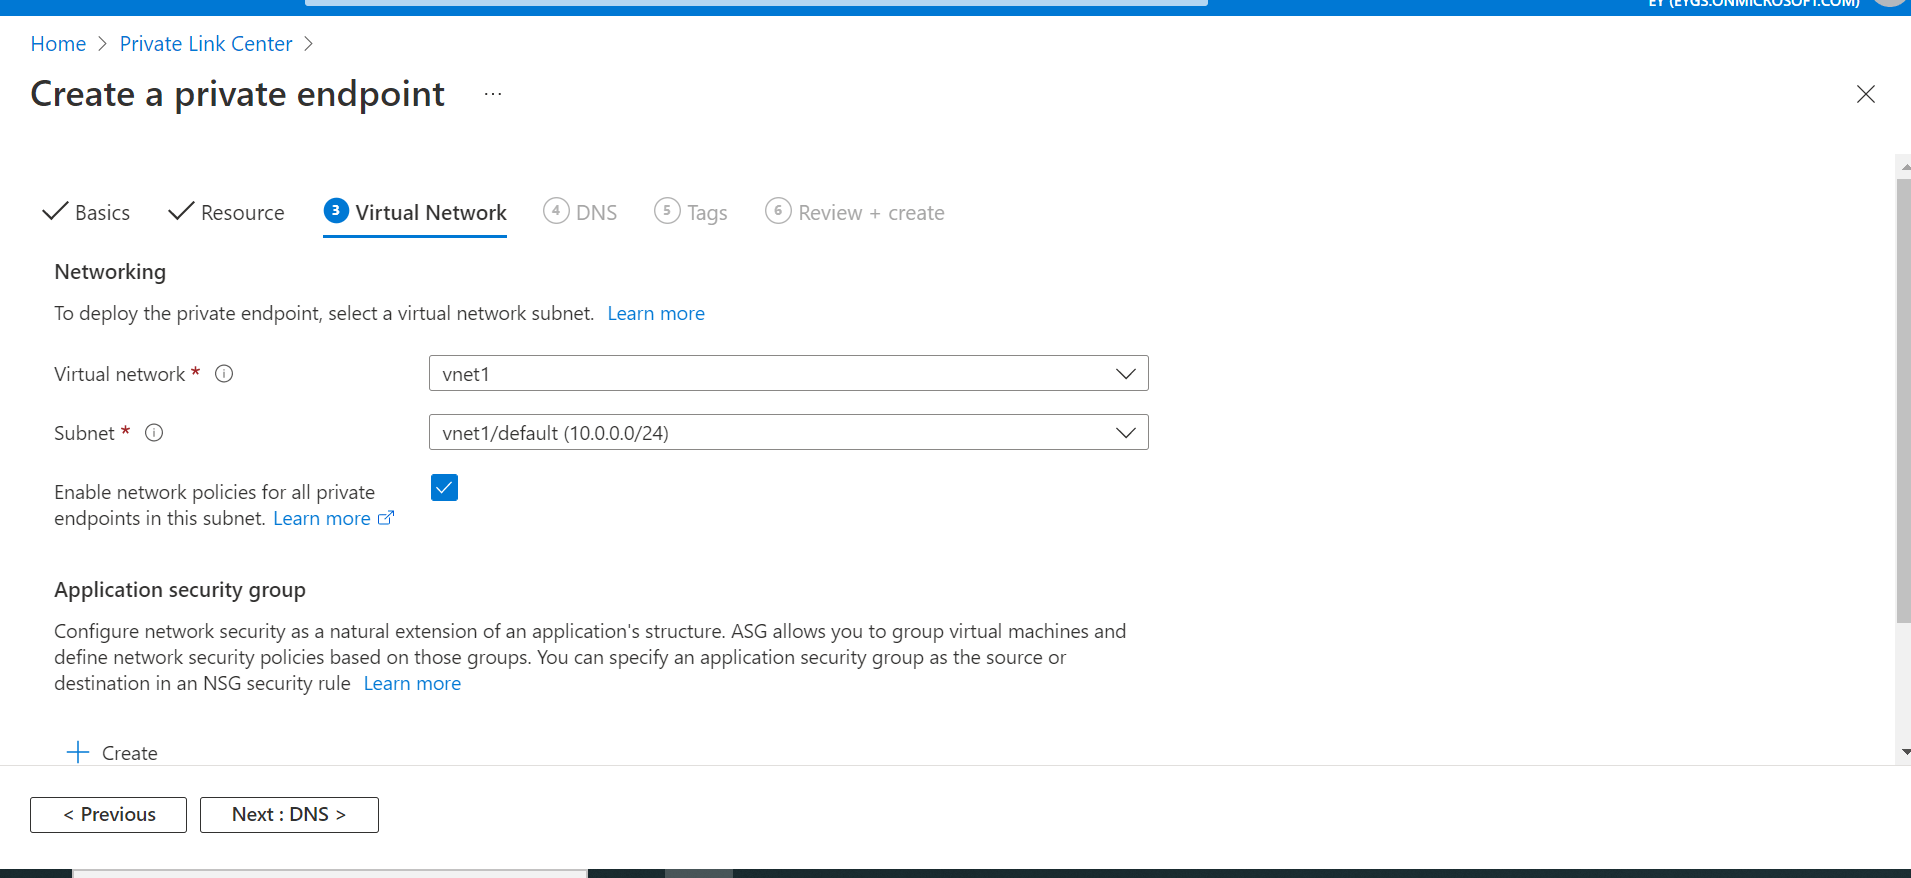 EY (EYGS.ONMICROSOFT.COM)
Home > Private Link Center >
Create a private endpoint ...
Basics Resource 3 Virtual Network 4 DNS 5 Tags 6 Review + create
Networking
To deploy the private endpoint, select a virtual network subnet. Learn more
Virtual network * vnet1
Subnet * vnet1/default (10.0.0.0/24)
Enable network policies for all private
endpoints in this subnet. Learn more
Application security group
Configure network security as a natural extension of an application's structure. ASG allows you to group virtual machines and
define network security policies based on those groups. You can specify an application security group as the source or
destination in an NSG security rule Learn more
+ Create
< Previous Next : DNS >